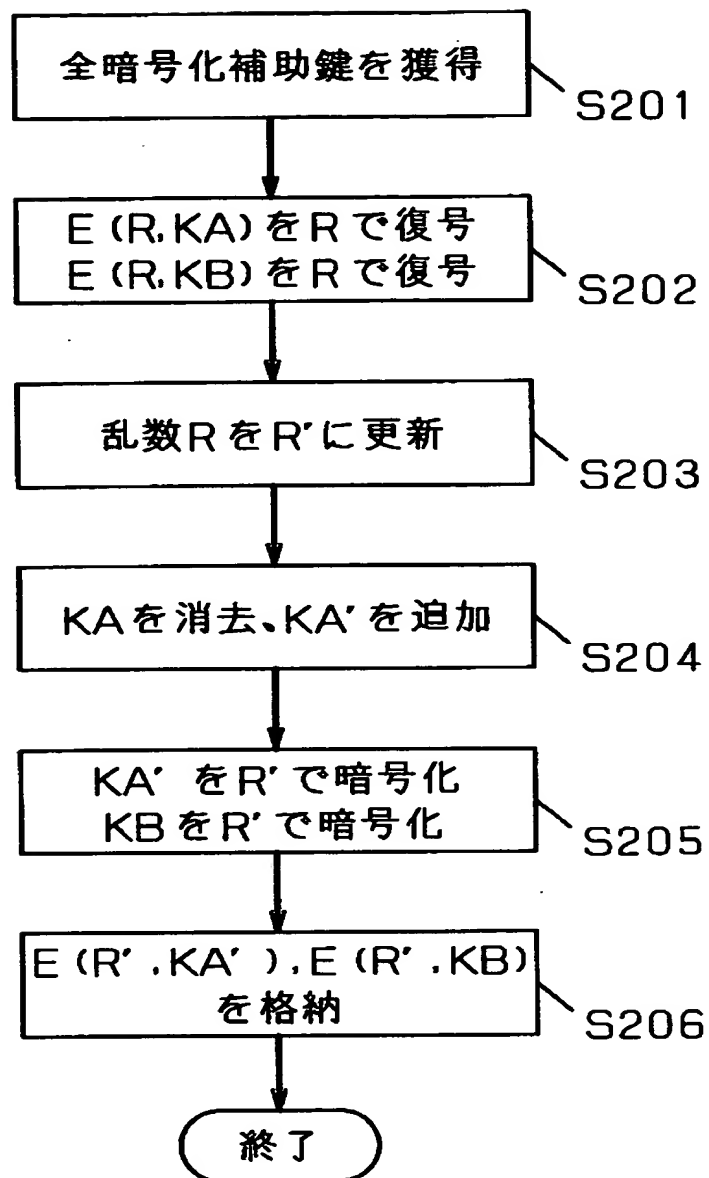 全暗号化補助鍵を獲得
S201
E(R,KA)をRで復号
E(R,KB)をRで復号
S202
乱数RをR′に更新
S203
KAを消去、KA′を追加
S204
KA′をR′で暗号化
KBをR′で暗号化
S205
E(R′,KA′),E(R′,KB)
を格納
S206
終了